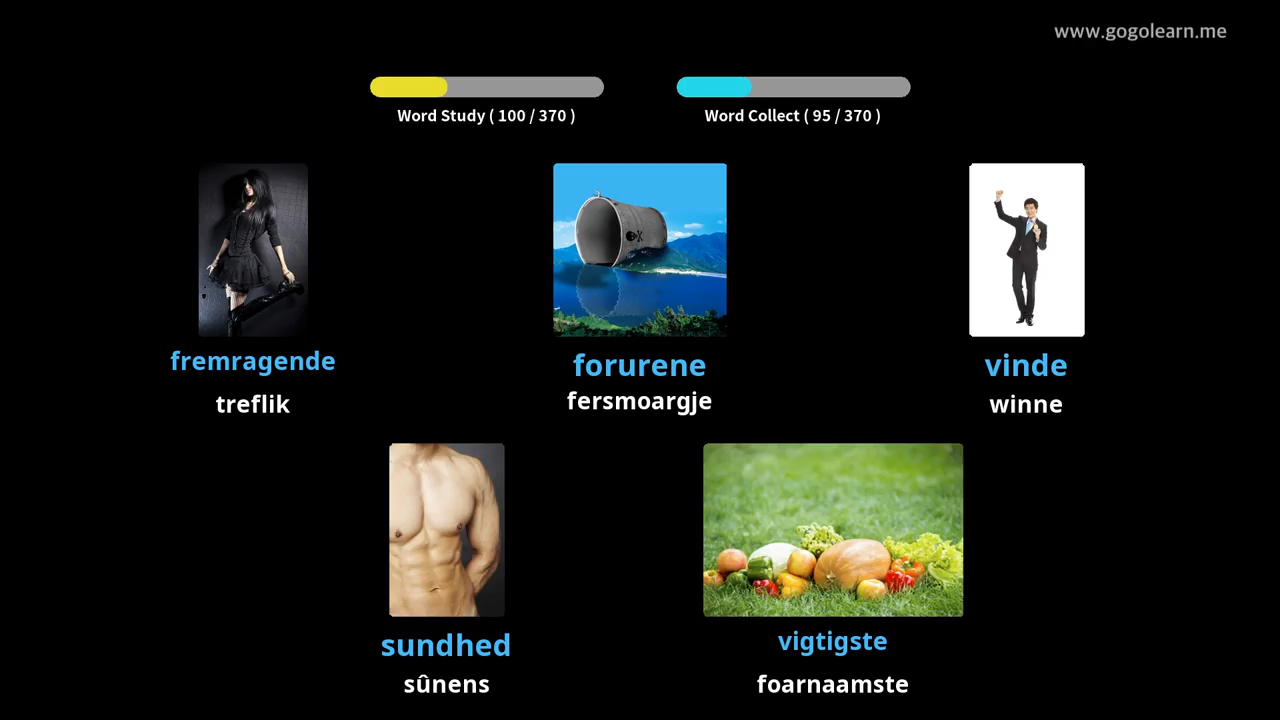 www.gogolearn.me
Word Study ( 100 / 370 )
Word Collect ( 95 / 370 )
fremragende
treflik
forurene
fersmoargje
vinde
winne
sundhed
sûnens
vigtigste
foarnaamste